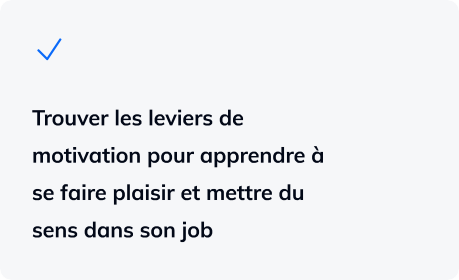 Trouver les leviers de
motivation pour apprendre à
se faire plaisir et mettre du
sens dans son job